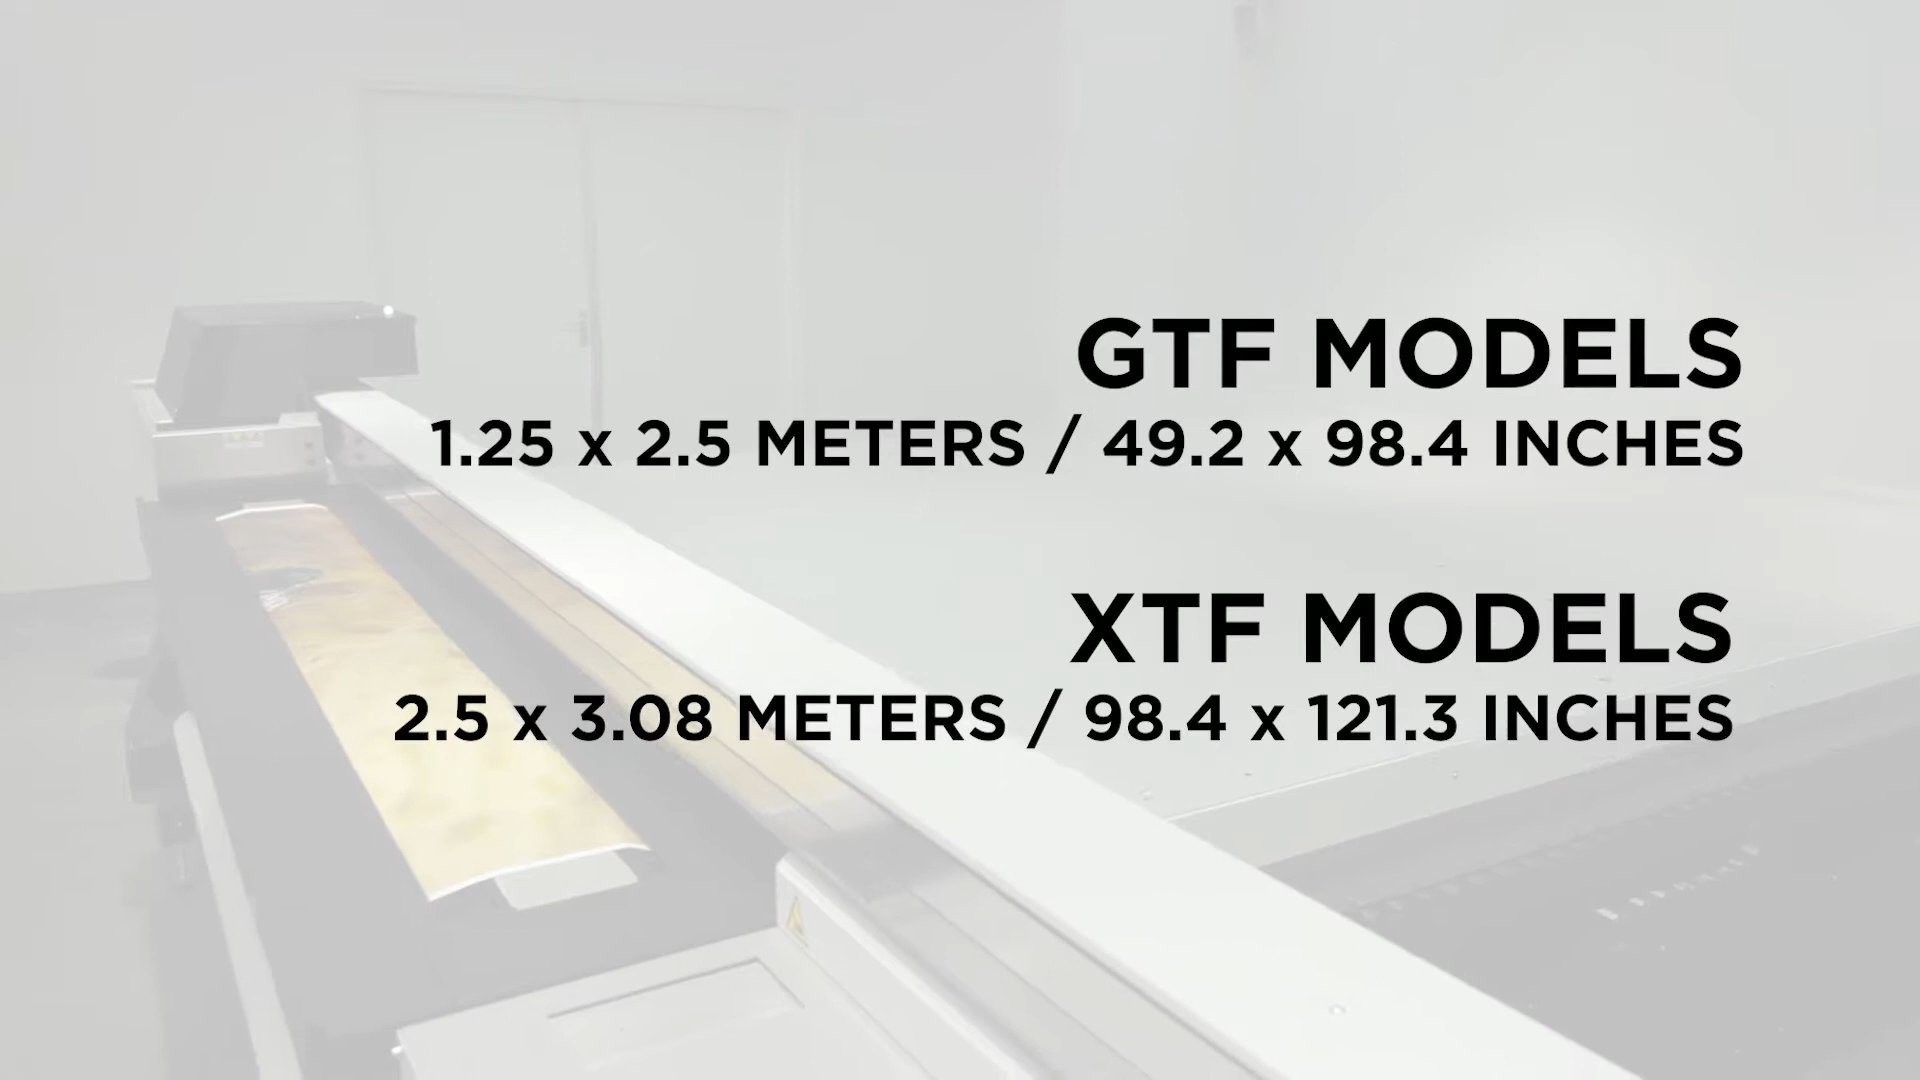 GTF MODELS
1.25 x 2.5 METERS / 49.2 x 98.4 INCHES
XTF MODELS
2.5 x 3.08 METERS / 98.4 x 121.3 INCHES